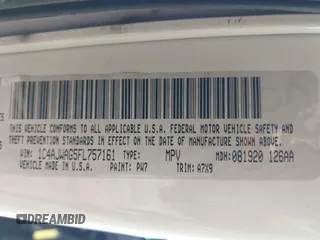 THIS VEHICLE CONFORMS TO ALL APPLICABLE U.S.A. FEDERAL MOTOR VEHICLE SAFETY AND
THEFT PREVENTION STANDARDS IN EFFECT ON THE DATE OF MANUFACTURE SHOWN ABOVE.
VIN: 1C4AJWAG5FL757161 TYPE: MPV MDH: 081920 126AA
VEHICLE MADE IN U.S.A. PAINT: PW7 TRIM: A7X9
DREAMBID